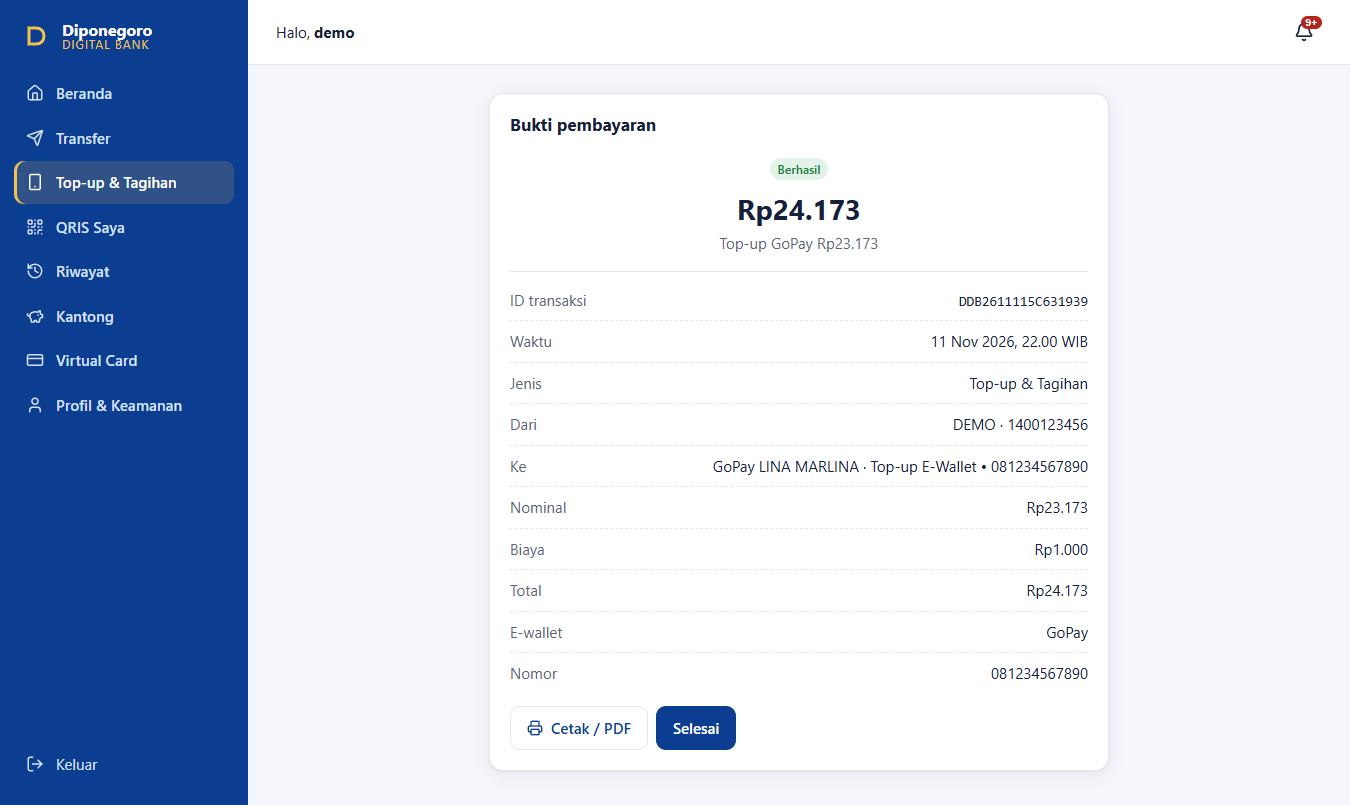 D
Diponegoro
DIGITAL BANK
Beranda
Transfer
Top-up & Tagihan
QRIS Saya
Riwayat
Kantong
Virtual Card
Profil & Keamanan
Keluar
Halo, demo
9+
Bukti pembayaran
Berhasil
Rp24.173
Top-up GoPay Rp23.173
ID transaksi DDB2611115C631939
Waktu 11 Nov 2026, 22.00 WIB
Jenis Top-up & Tagihan
Dari DEMO · 1400123456
Ke GoPay LINA MARLINA · Top-up E-Wallet • 081234567890
Nominal Rp23.173
Biaya Rp1.000
Total Rp24.173
E-wallet GoPay
Nomor 081234567890
Cetak / PDF Selesai